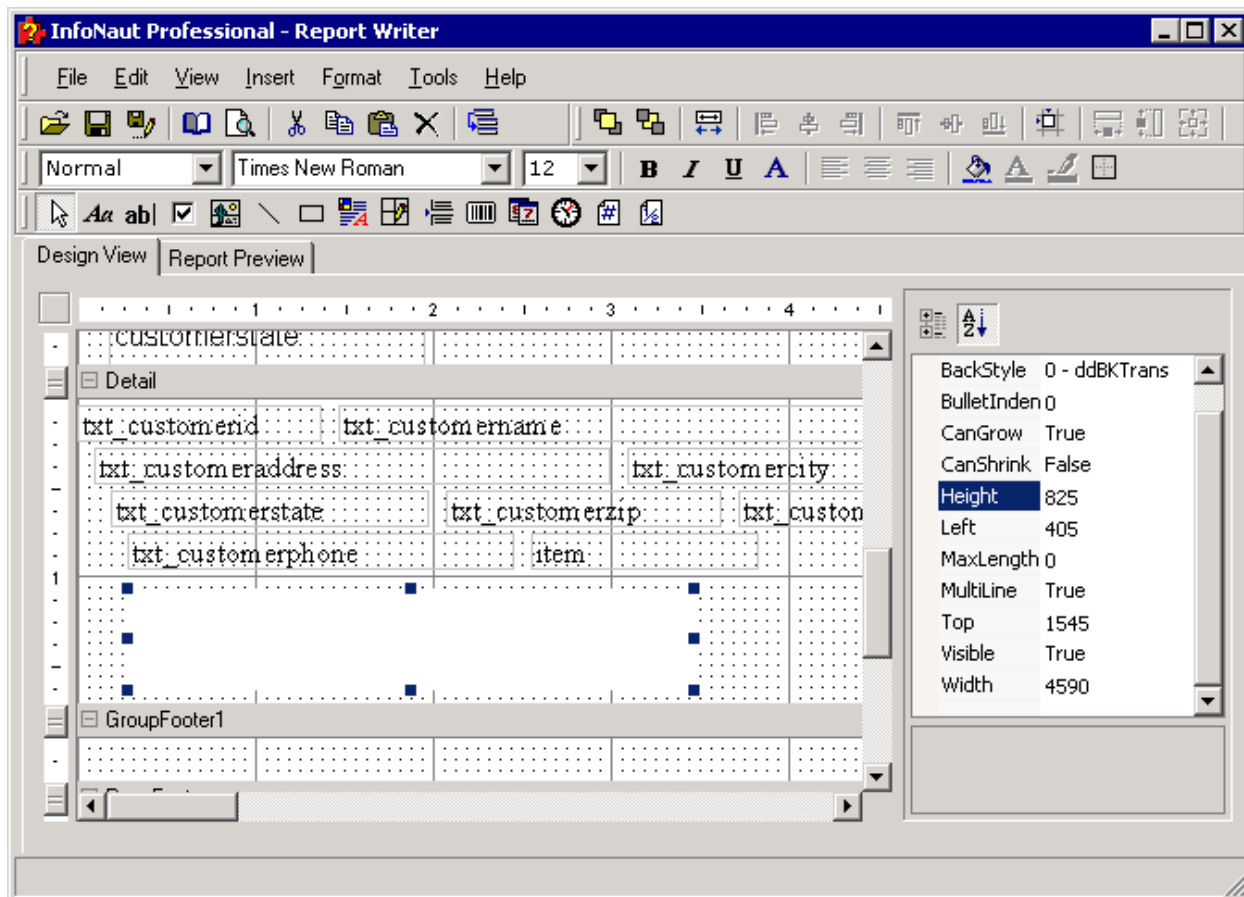 InfoNaut Professional - Report Writer
File Edit View Insert Format Tools Help
Normal Times New Roman 12 B I U A A
Aa ab|
Design View Report Preview
1 2 3 4
A
Z
customerstate
Detail
txt_customerid txt_customername
txt_customeraddress txt_customercity
txt_customerstate txt_customerzip txt_custon
txt_customerphone item
1
GroupFooter1
BackStyle 0 - ddBKTrans
BulletInden 0
CanGrow True
CanShrink False
Height 825
Left 405
MaxLength 0
MultiLine True
Top 1545
Visible True
Width 4590